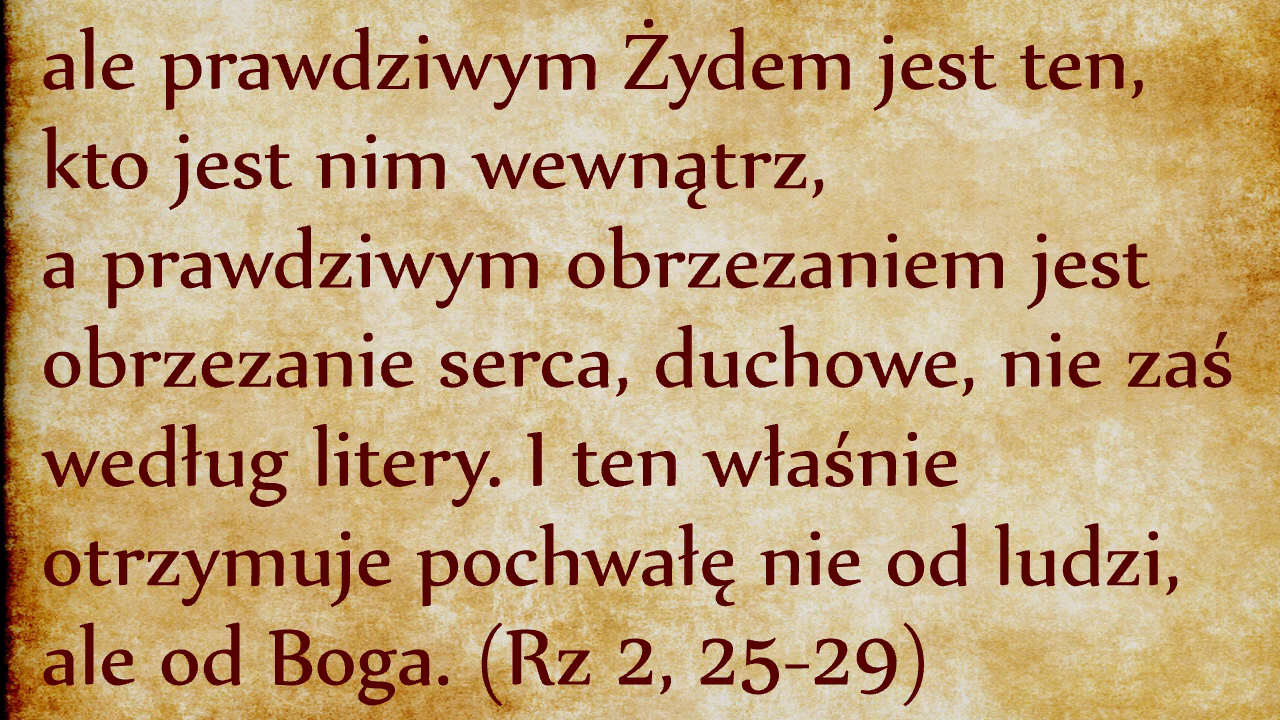 ale prawdziwym Żydem jest ten,
kto jest nim wewnątrz,
a prawdziwym obrzezaniem jest
obrzezanie serca, duchowe, nie zaś
według litery. I ten właśnie
otrzymuje pochwałę nie od ludzi,
ale od Boga. (Rz 2, 25-29)